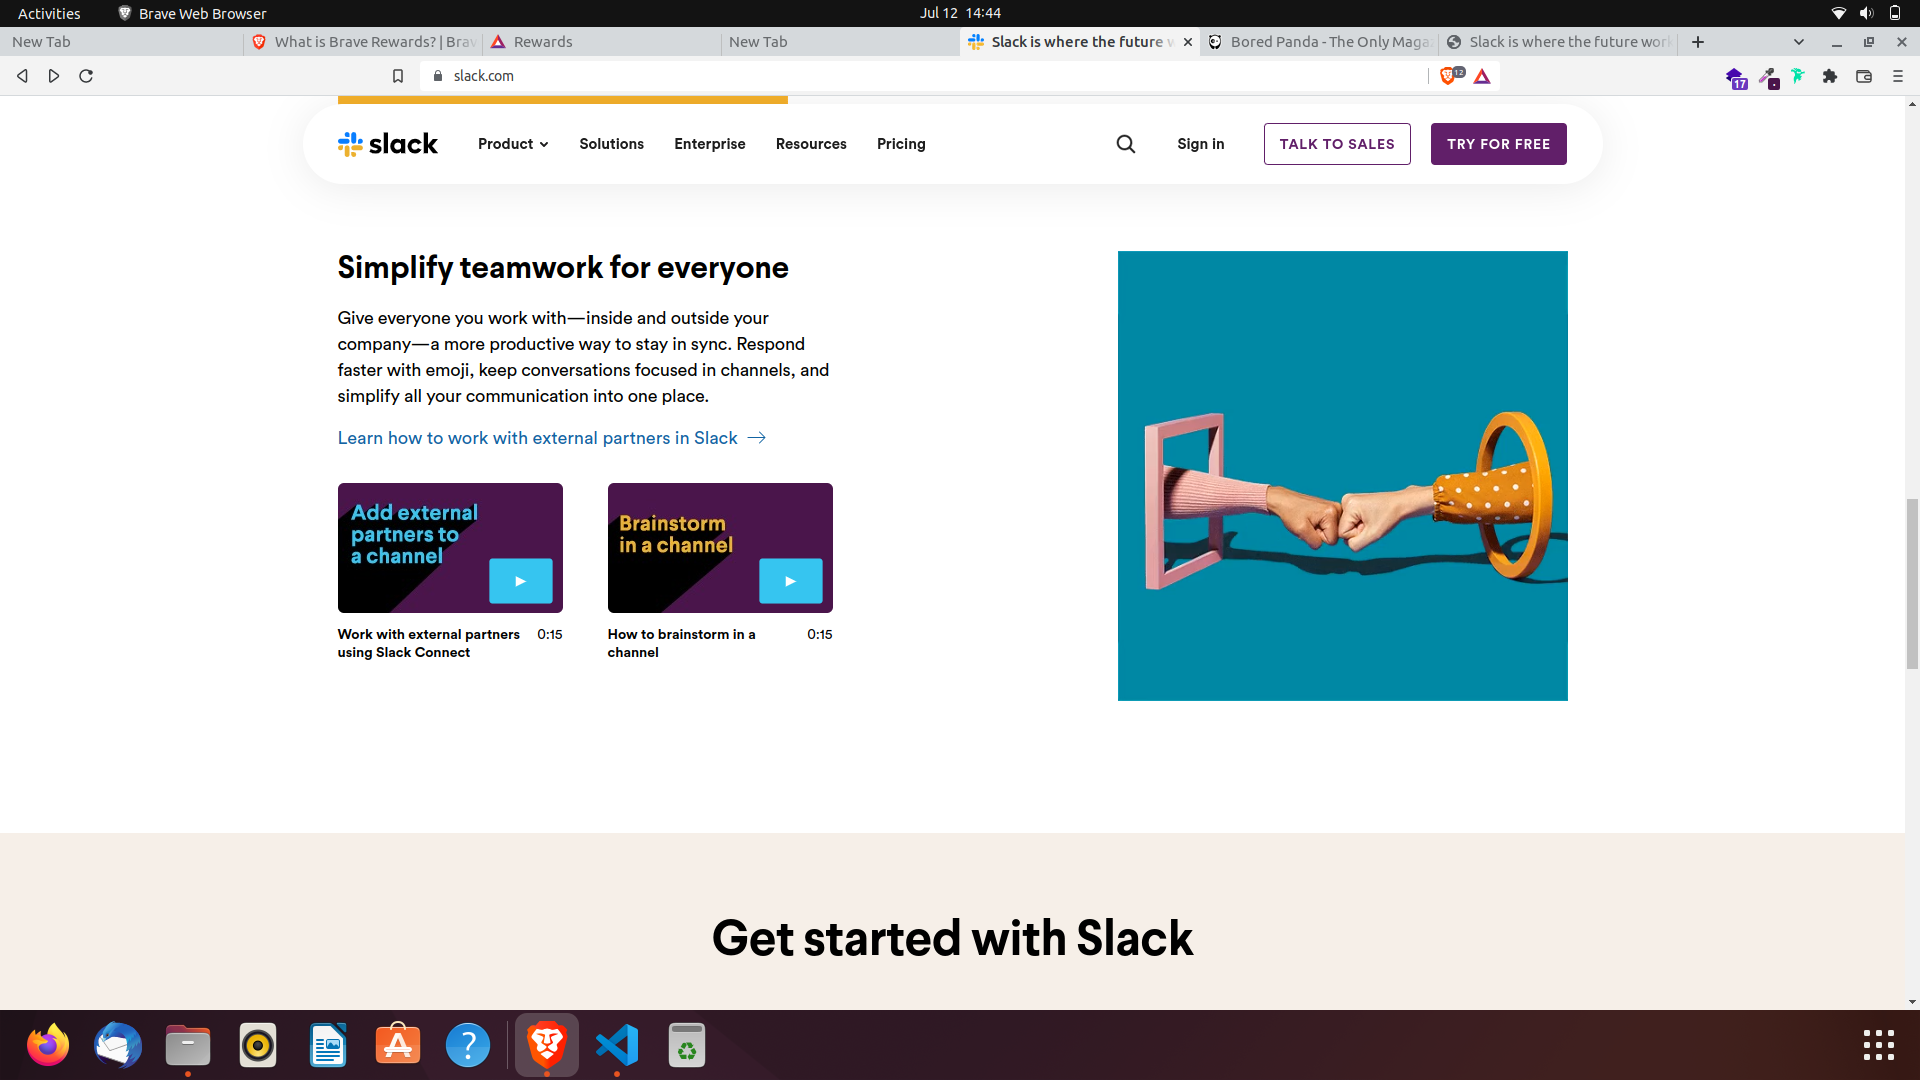 Activities
Brave Web Browser
Jul 12 14:44
New Tab
What is Brave Rewards? | Brav
Rewards
New Tab
Slack is where the future w
Bored Panda - The Only Maga
Slack is where the future work
slack.com
12
17
slack
Product
Solutions
Enterprise
Resources
Pricing
Sign in
TALK TO SALES
TRY FOR FREE
Simplify teamwork for everyone
Give everyone you work with—inside and outside your
company—a more productive way to stay in sync. Respond
faster with emoji, keep conversations focused in channels, and
simplify all your communication into one place.
Learn how to work with external partners in Slack
Add external
partners to
a channel
Brainstorm
in a channel
Work with external partners
using Slack Connect
0:15
How to brainstorm in a
channel
0:15
Get started with Slack